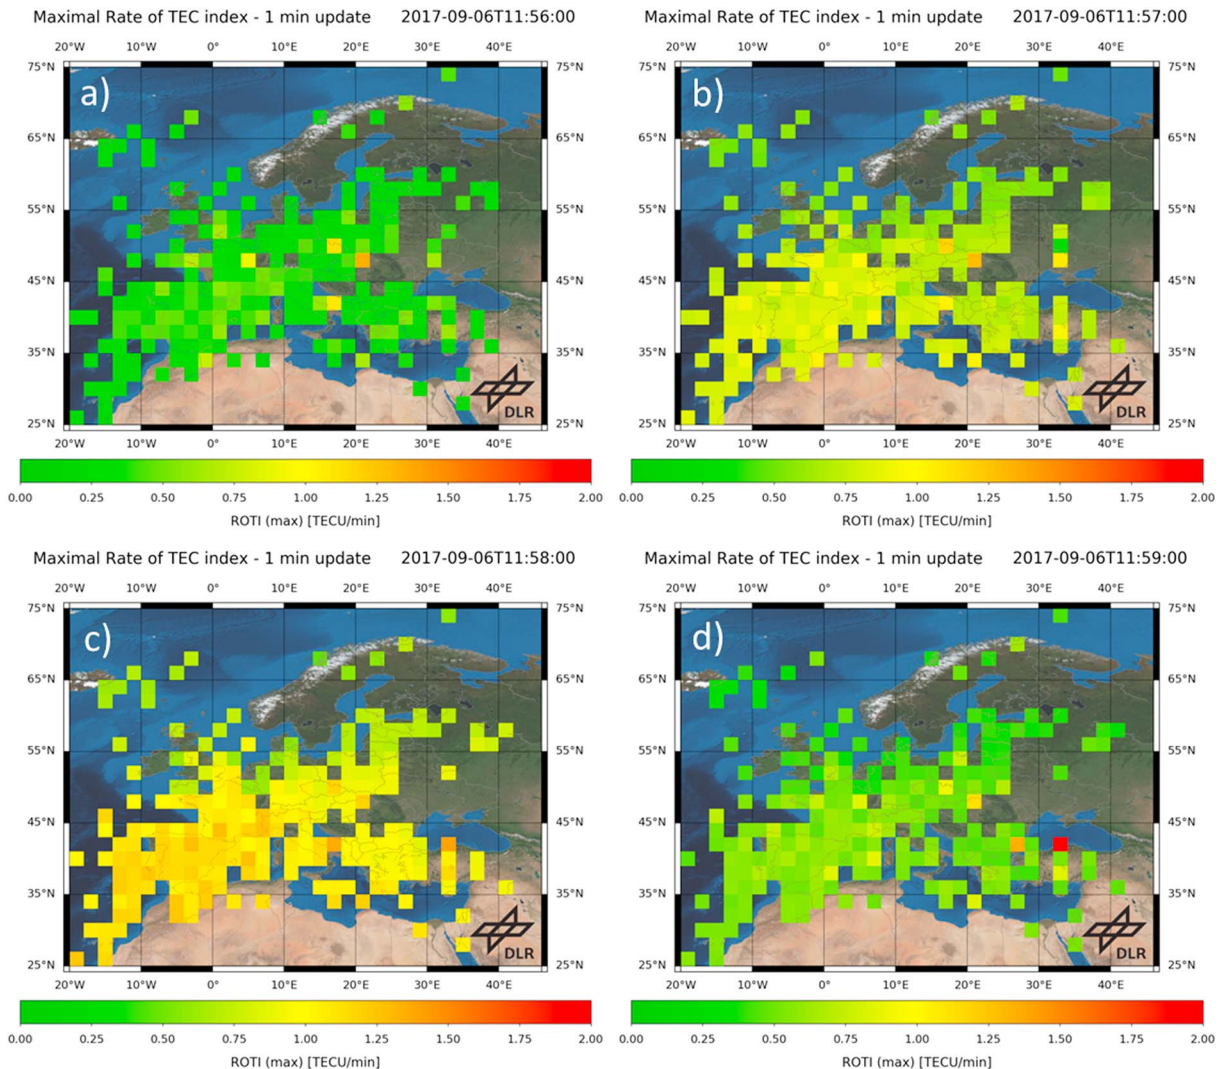 Maximal Rate of TEC index - 1 min update 2017-09-06T11:56:00
20°W 10°W 0° 10°E 20°E 30°E 40°E
a)
75°N 75°N
65°N 65°N
55°N 55°N
45°N 45°N
35°N 35°N
DLR
25°N 25°N
20°W 10°W 0° 10°E 20°E 30°E 40°E
0.00 0.25 0.50 0.75 1.00 1.25 1.50 1.75 2.00
ROTI (max) [TECU/min]
Maximal Rate of TEC index - 1 min update 2017-09-06T11:57:00
20°W 10°W 0° 10°E 20°E 30°E 40°E
b)
75°N 75°N
65°N 65°N
55°N 55°N
45°N 45°N
35°N 35°N
DLR
25°N 25°N
20°W 10°W 0° 10°E 20°E 30°E 40°E
0.00 0.25 0.50 0.75 1.00 1.25 1.50 1.75 2.00
ROTI (max) [TECU/min]
Maximal Rate of TEC index - 1 min update 2017-09-06T11:58:00
20°W 10°W 0° 10°E 20°E 30°E 40°E
c)
75°N 75°N
65°N 65°N
55°N 55°N
45°N 45°N
35°N 35°N
DLR
25°N 25°N
20°W 10°W 0° 10°E 20°E 30°E 40°E
0.00 0.25 0.50 0.75 1.00 1.25 1.50 1.75 2.00
ROTI (max) [TECU/min]
Maximal Rate of TEC index - 1 min update 2017-09-06T11:59:00
20°W 10°W 0° 10°E 20°E 30°E 40°E
d)
75°N 75°N
65°N 65°N
55°N 55°N
45°N 45°N
35°N 35°N
DLR
25°N 25°N
20°W 10°W 0° 10°E 20°E 30°E 40°E
0.00 0.25 0.50 0.75 1.00 1.25 1.50 1.75 2.00
ROTI (max) [TECU/min]